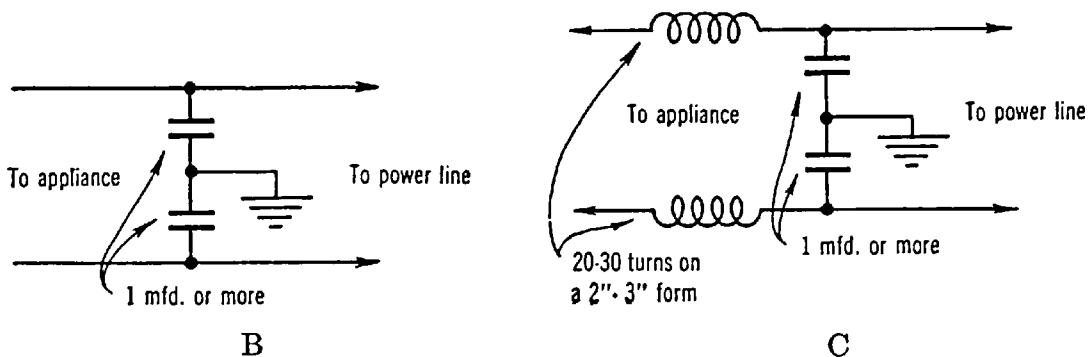 To appliance
To power line
1 mfd. or more
B
To appliance
To power line
1 mfd. or more
20-30 turns on
a 2"- 3" form
C